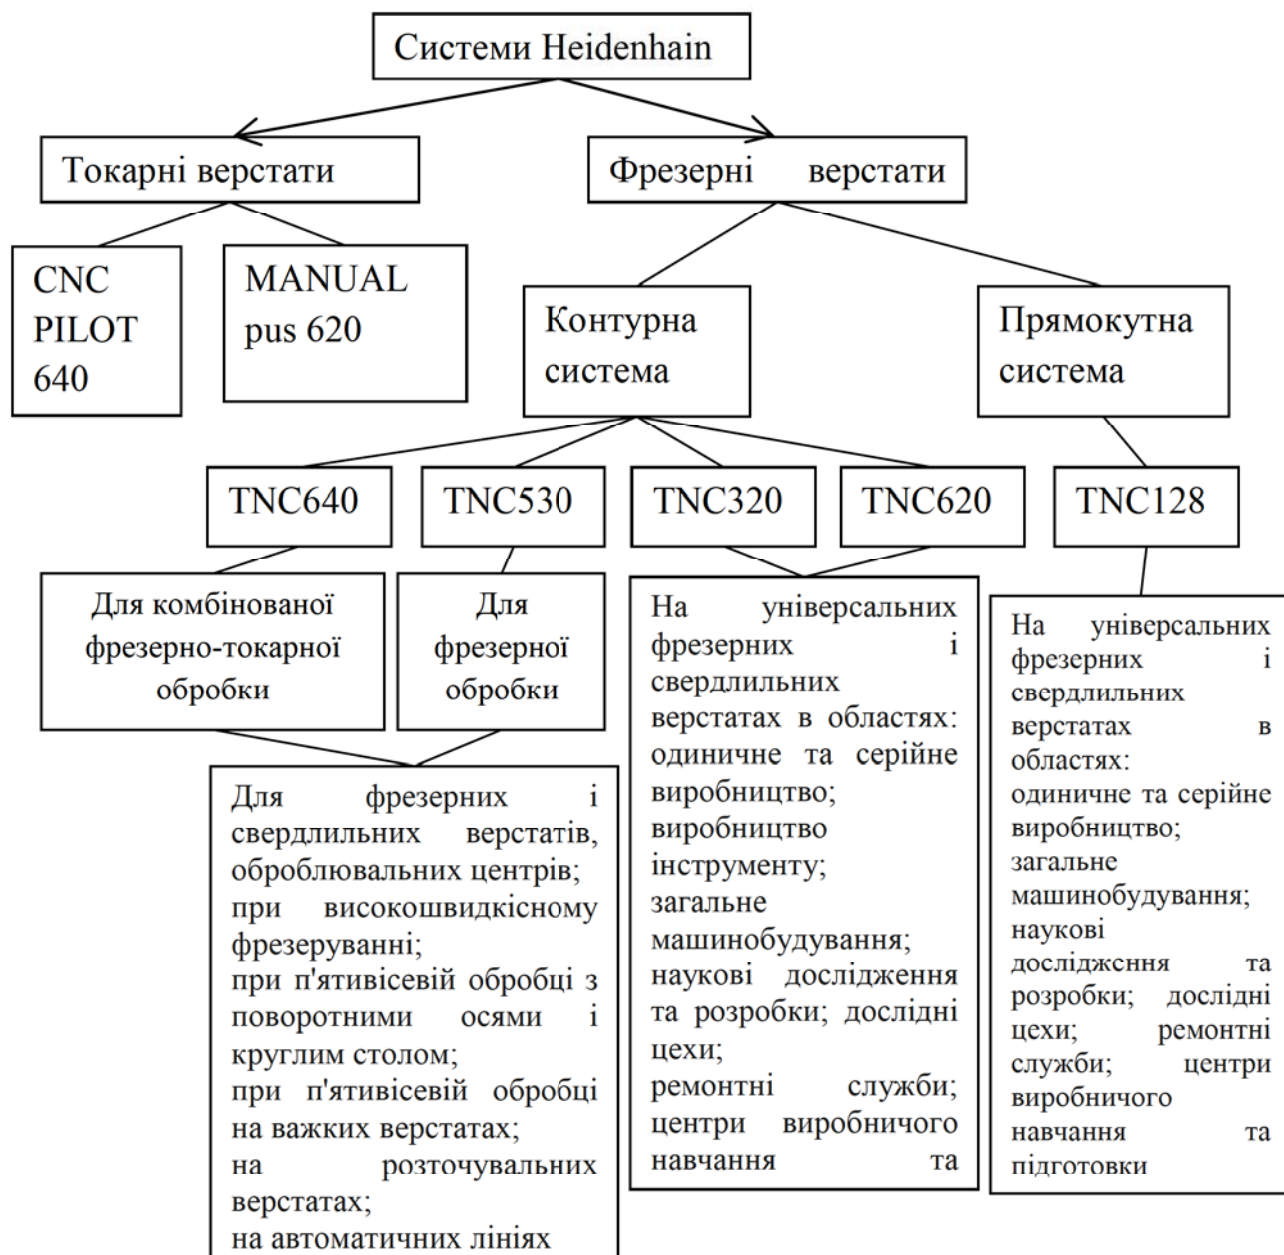 Системи Heidenhain
Токарні верстати
Фрезерні верстати
CNC
PILOT
640
MANUAL
pus 620
Контурна
система
Прямокутна
система
TNC640
TNC530
TNC320
TNC620
TNC128
Для комбінованої
фрезерно-токарної
обробки
Для
фрезерної
обробки
На універсальних
фрезерних і
свердлильних
верстатах в областях:
одиничне та серійне
виробництво;
виробництво
інструменту;
загальне
машинобудування;
наукові дослідження
та розробки; дослідні
цехи;
ремонтні служби;
центри виробничого
навчання та
На універсальних
фрезерних і
свердлильних
верстатах в
областях:
одиничне та серійне
виробництво;
загальне
машинобудування;
наукові
дослідження та
розробки; дослідні
цехи; ремонтні
служби; центри
виробничого
навчання та
підготовки
Для фрезерних і
свердлильних верстатів,
оброблювальних центрів;
при високошвидкісному
фрезеруванні;
при п'ятивісевій обробці з
поворотними осями і
круглим столом;
при п'ятивісевій обробці
на важких верстатах;
на розточувальних
верстатах;
на автоматичних лініях